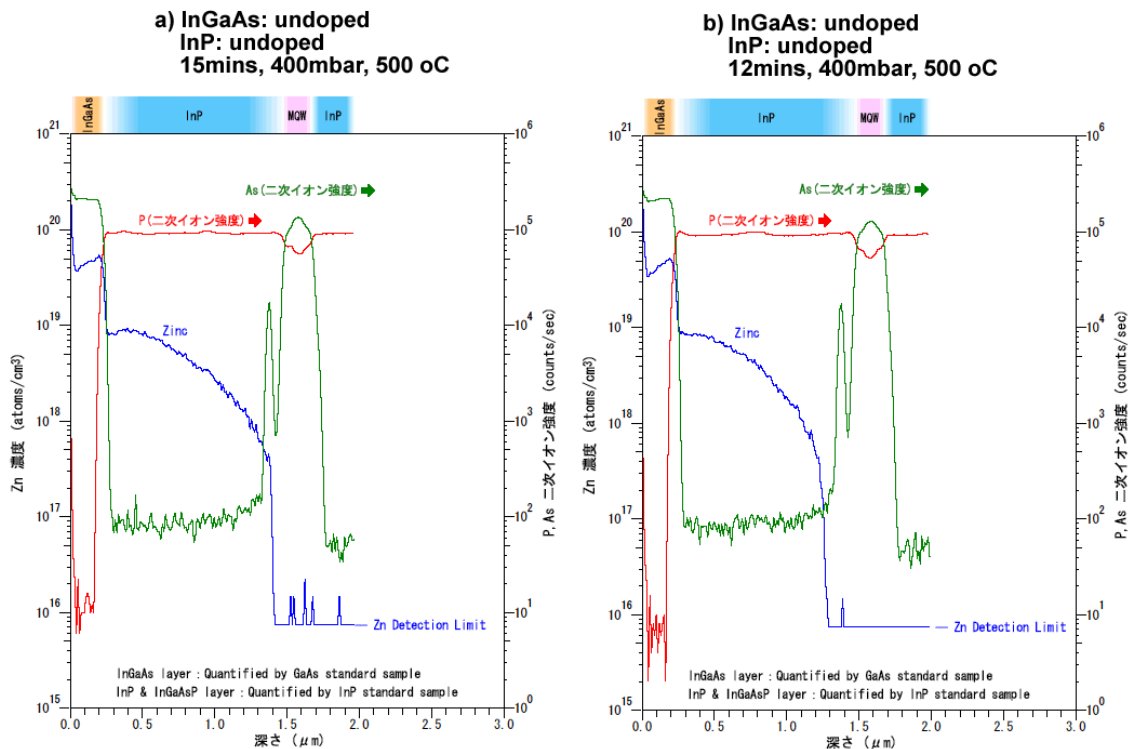 a) InGaAs: undoped
InP: undoped
15mins, 400mbar, 500 oC
InGaAs
InP
MQW
InP
As(二次イオン強度)
P(二次イオン強度)
Zinc
Zn Detection Limit
InGaAs layer : Quantified by GaAs standard sample
InP & InGaAsP layer : Quantified by InP standard sample
Zn 濃度 (atoms/cm³)
10²¹
10²⁰
10¹⁹
10¹⁸
10¹⁷
10¹⁶
10¹⁵
P,As 二次イオン強度 (counts/sec)
10⁶
10⁵
10⁴
10³
10²
10¹
10⁰
0.0 0.5 1.0 1.5 2.0 2.5 3.0
深さ (μm)
b) InGaAs: undoped
InP: undoped
12mins, 400mbar, 500 oC
InGaAs
InP
MQW
InP
As(二次イオン強度)
P(二次イオン強度)
Zinc
Zn Detection Limit
InGaAs layer : Quantified by GaAs standard sample
InP & InGaAsP layer : Quantified by InP standard sample
Zn 濃度 (atoms/cm³)
10²¹
10²⁰
10¹⁹
10¹⁸
10¹⁷
10¹⁶
10¹⁵
P,As 二次イオン強度 (counts/sec)
10⁶
10⁵
10⁴
10³
10²
10¹
10⁰
0.0 0.5 1.0 1.5 2.0 2.5 3.0
深さ (μm)